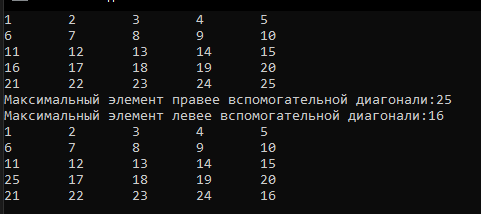 1 2 3 4 5
6 7 8 9 10
11 12 13 14 15
16 17 18 19 20
21 22 23 24 25
Максимальный элемент правее вспомогательной диагонали:25
Максимальный элемент левее вспомогательной диагонали:16
1 2 3 4 5
6 7 8 9 10
11 12 13 14 15
25 17 18 19 20
21 22 23 24 16